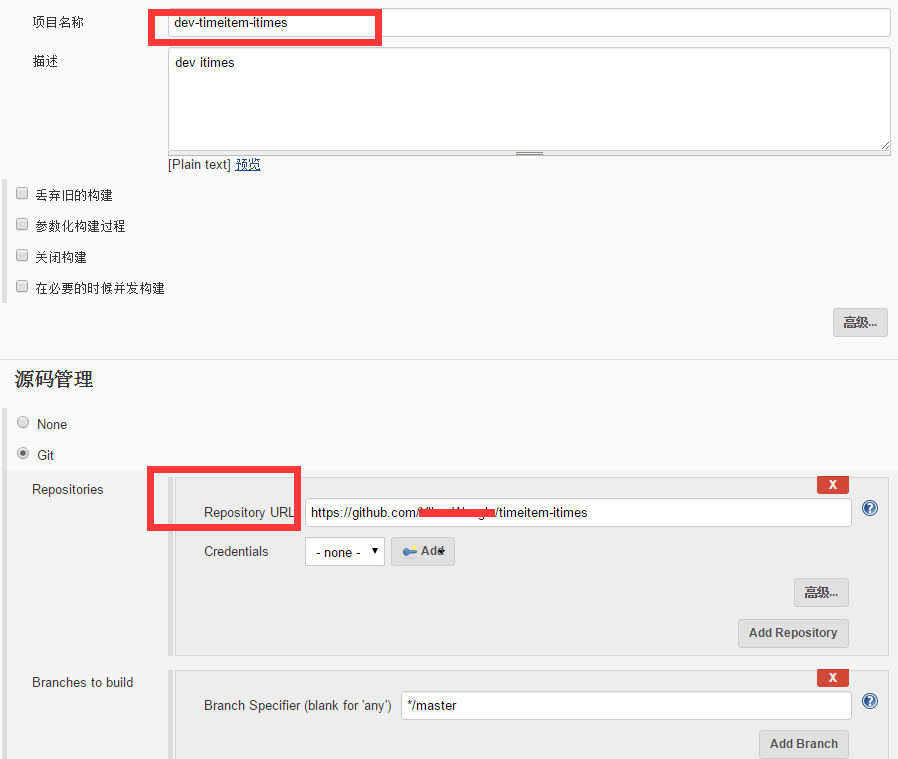 项目名称
dev-timeitem-itimes
描述
dev itimes
[Plain text] 预览
丢弃旧的构建
参数化构建过程
关闭构建
在必要的时候并发构建
高级...
源码管理
None
Git
Repositories
X
Repository URL
https://github.com/ /timeitem-itimes
Credentials
- none -
Add
高级...
Add Repository
Branches to build
X
Branch Specifier (blank for 'any')
*/master
Add Branch